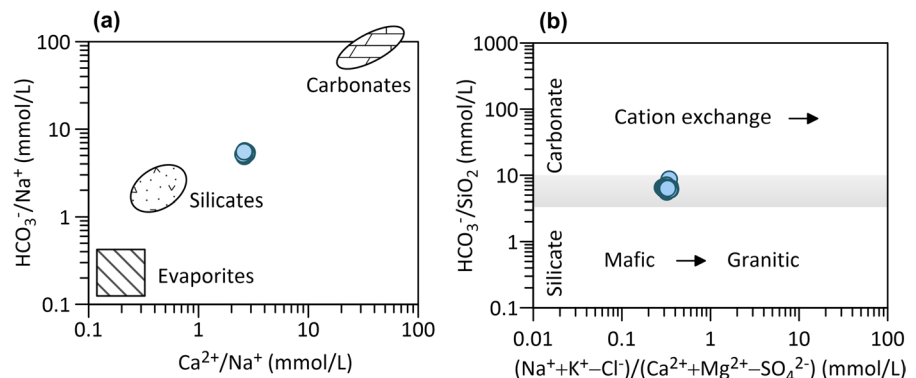 (a)
100
10
1
0.1
HCO₃⁻/Na⁺ (mmol/L)
Carbonates
Silicates
Evaporites
0.1 1 10 100
Ca²⁺/Na⁺ (mmol/L)
(b)
1000
100
10
1
0.1
HCO₃⁻/SiO₂ (mmol/L)
Carbonate
Silicate
Cation exchange
Mafic
Granitic
0.01 0.1 1 10 100
(Na⁺+K⁺–Cl⁻)/(Ca²⁺+Mg²⁺–SO₄²⁻) (mmol/L)